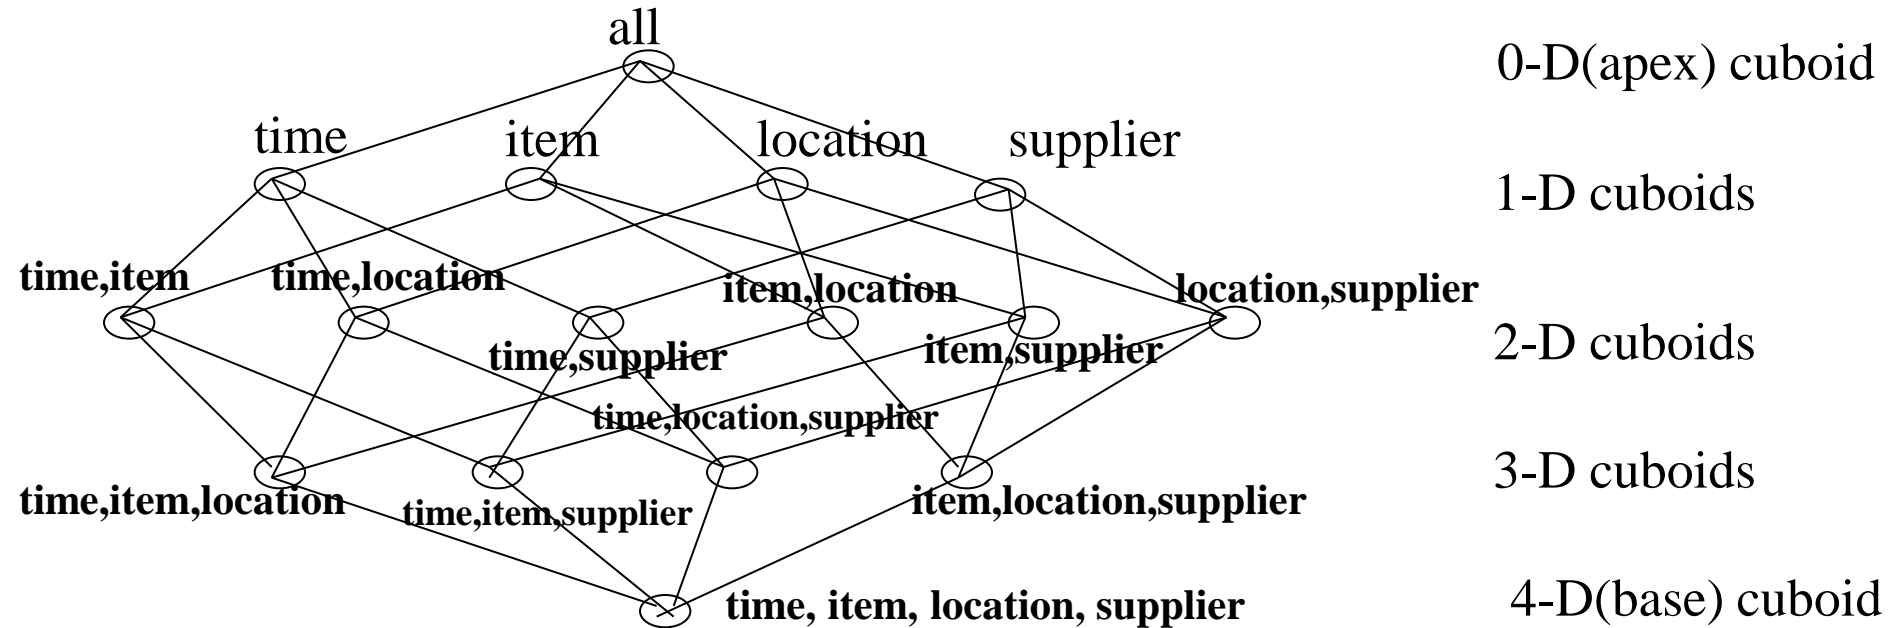 all
0-D(apex) cuboid
time
item
location
supplier
1-D cuboids
time,item
time,location
item,location
location,supplier
time,supplier
item,supplier
2-D cuboids
time,location,supplier
3-D cuboids
time,item,location
time,item,supplier
item,location,supplier
time, item, location, supplier
4-D(base) cuboid